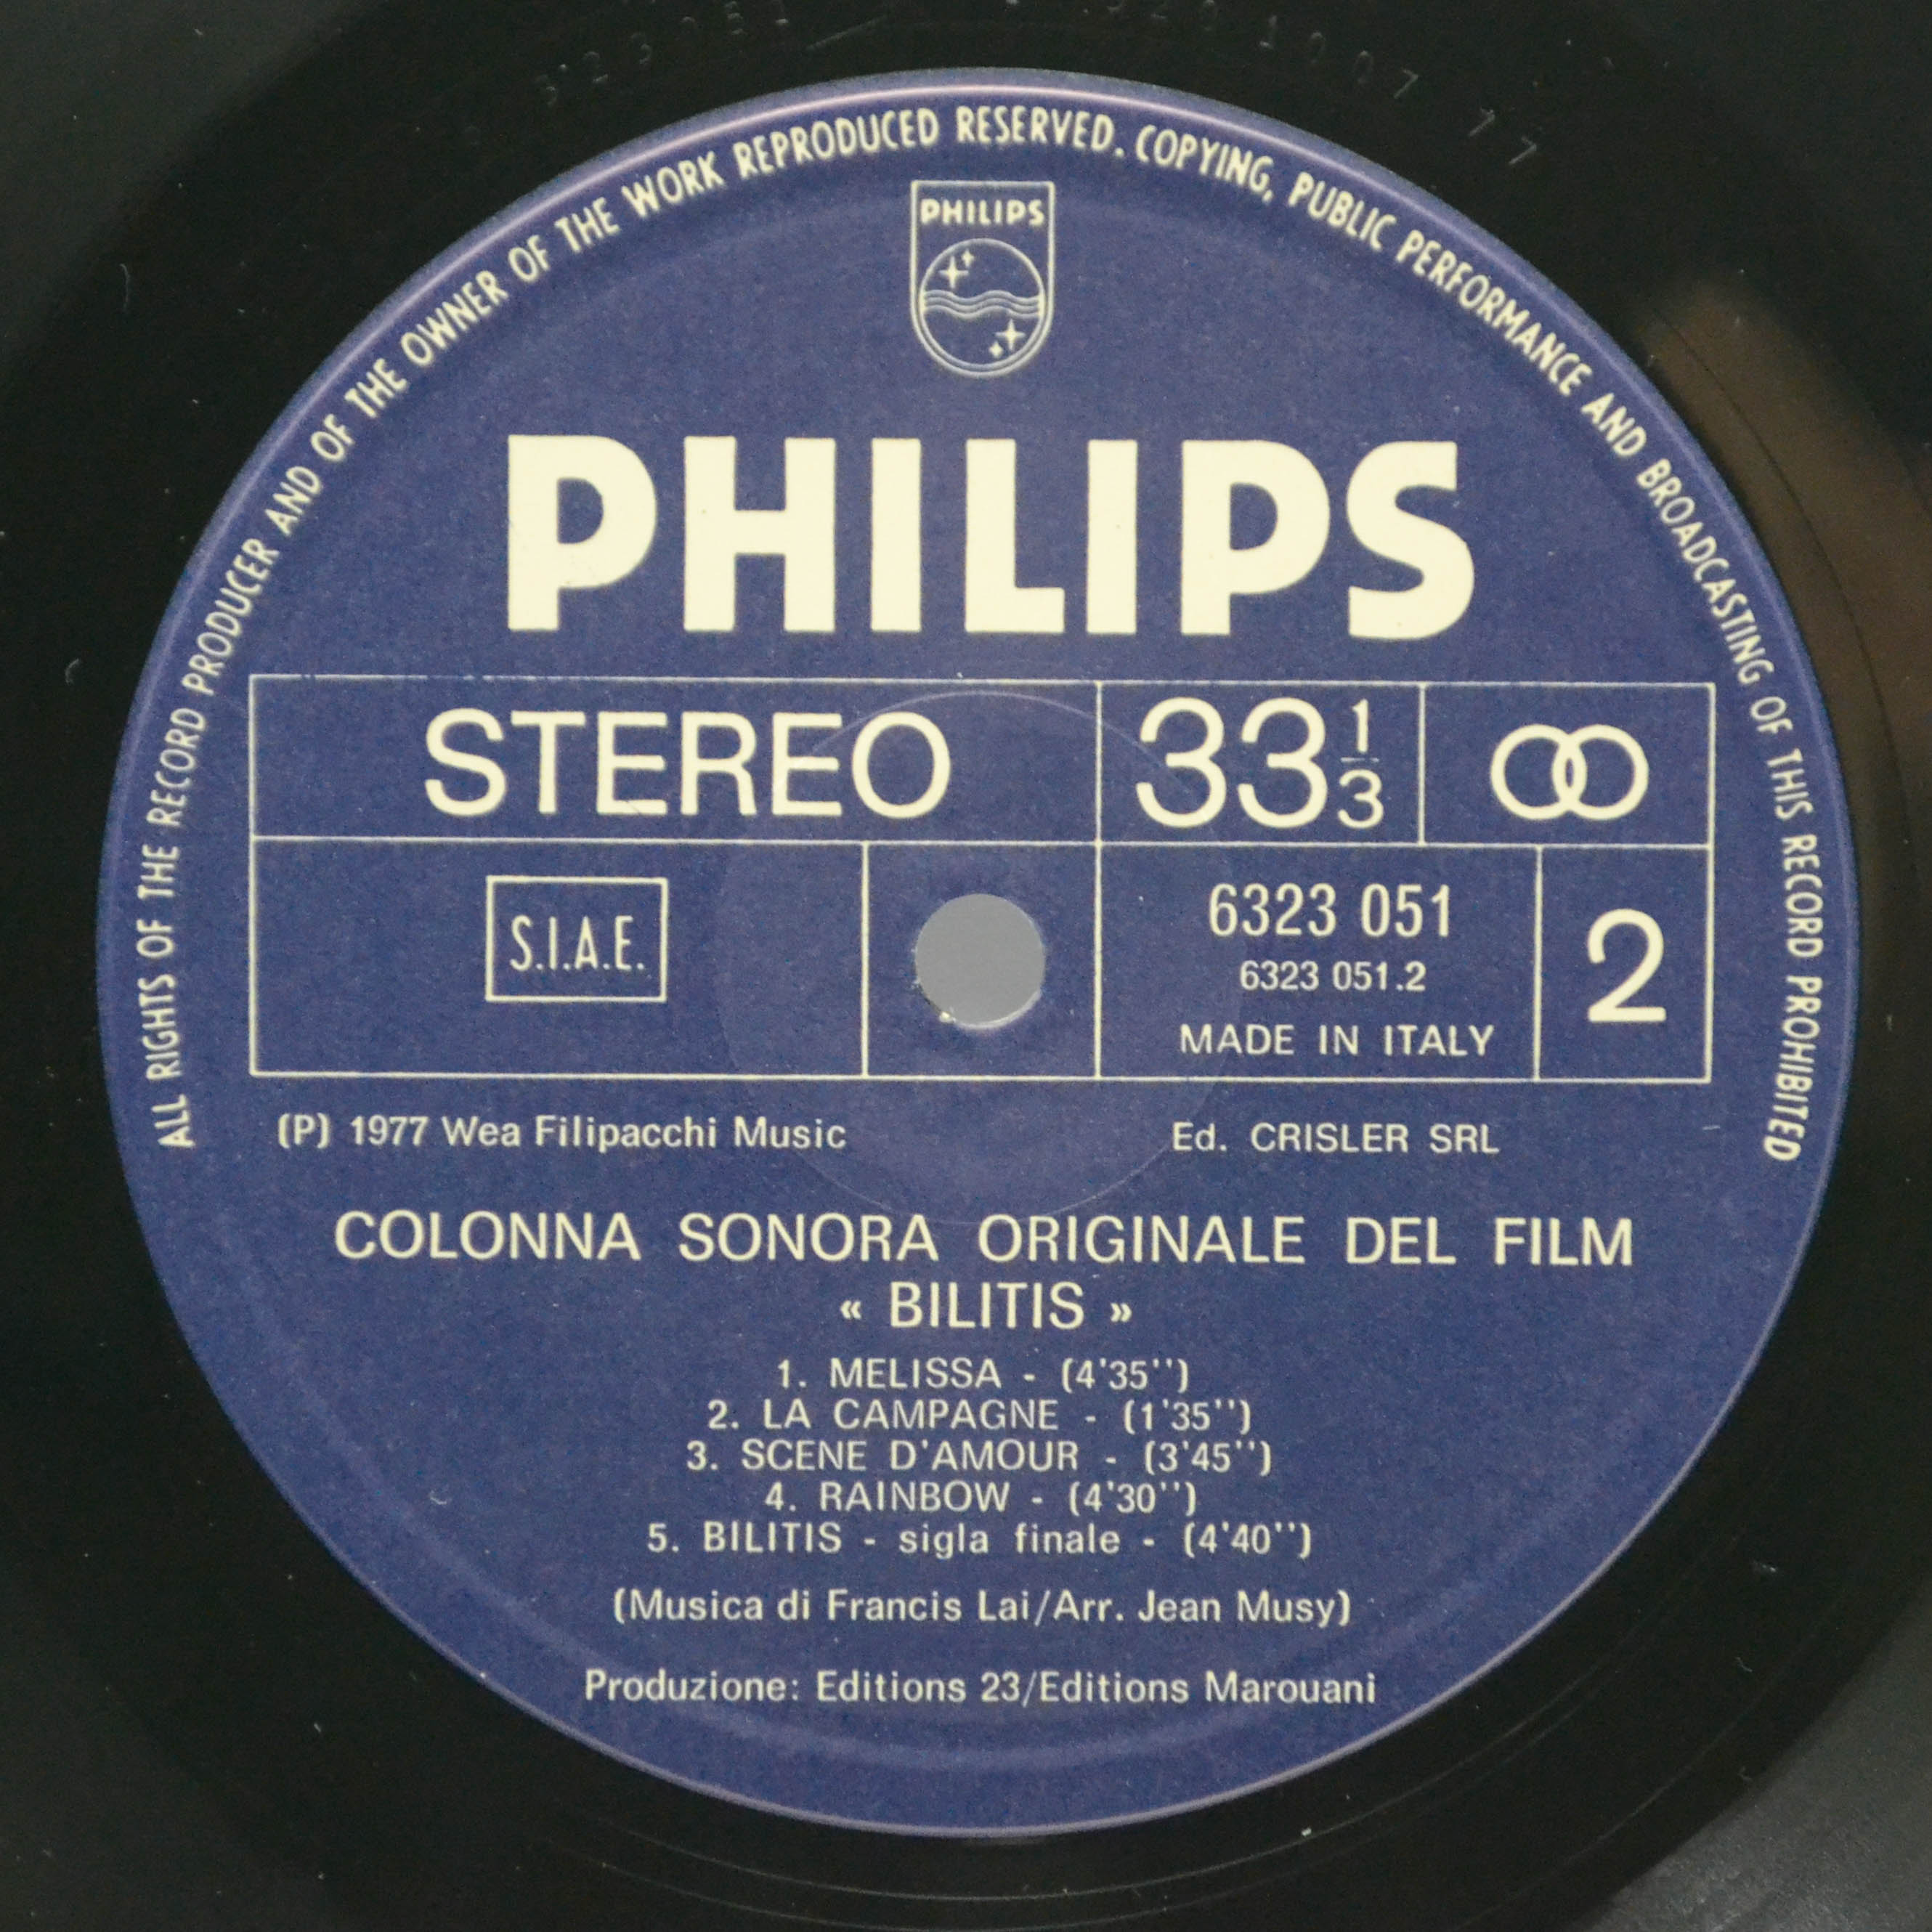 ALL RIGHTS OF THE RECORD PRODUCER AND OF THE OWNER OF THE WORK REPRODUCED RESERVED. COPYING, PUBLIC PERFORMANCE AND BROADCASTING OF THIS RECORD PROHIBITED
PHILIPS
PHILIPS
STEREO 33 1/3
S.I.A.E. 6323 051 2
6323 051.2
MADE IN ITALY
(P) 1977 Wea Filipacchi Music Ed. CRISLER SRL
COLONNA SONORA ORIGINALE DEL FILM
« BILITIS »
1. MELISSA - (4'35'')
2. LA CAMPAGNE - (1'35'')
3. SCENE D'AMOUR - (3'45'')
4. RAINBOW - (4'30'')
5. BILITIS - sigla finale - (4'40'')
(Musica di Francis Lai/Arr. Jean Musy)
Produzione: Editions 23/Editions Marouani